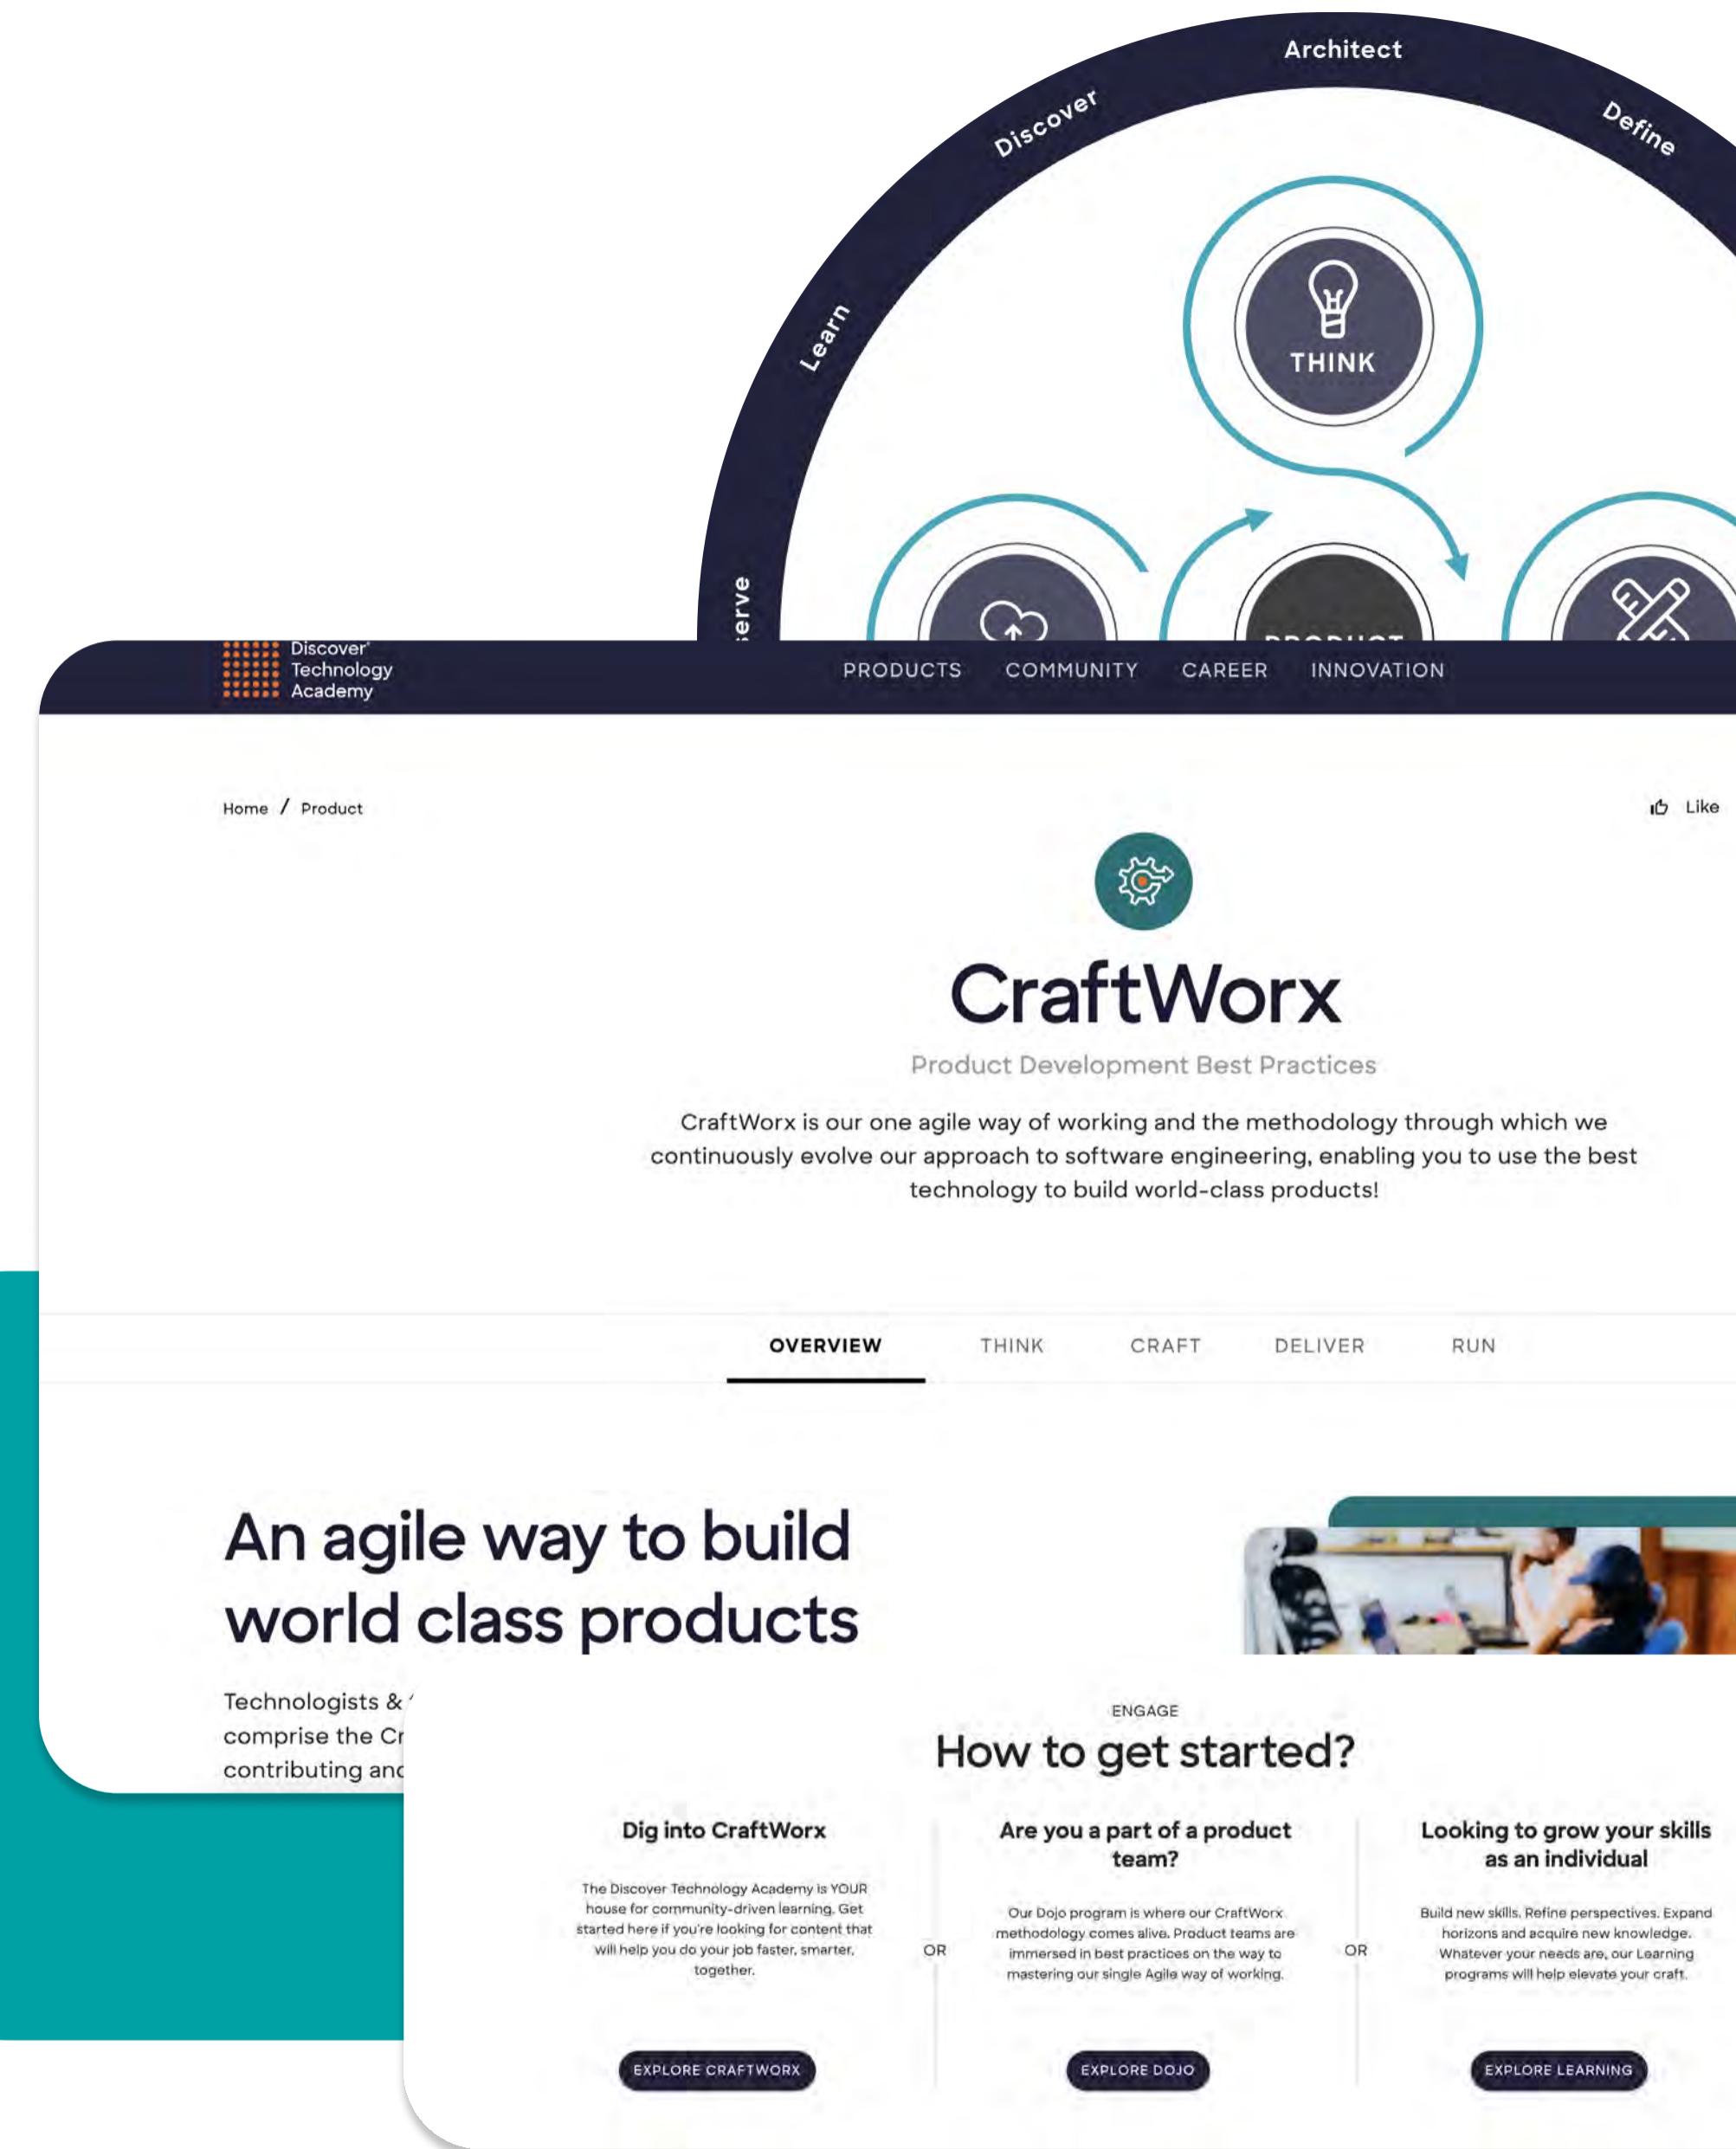 Architect
Discover
Define
Learn
THINK
Discover®
Technology
Academy
PRODUCTS COMMUNITY CAREER INNOVATION
Home / Product
Like
CraftWorx
Product Development Best Practices
CraftWorx is our one agile way of working and the methodology through which we
continuously evolve our approach to software engineering, enabling you to use the best
technology to build world-class products!
OVERVIEW THINK CRAFT DELIVER RUN
An agile way to build
world class products
Technologists &
comprise the
contributing
ENGAGE
How to get started?
Dig into CraftWorx
The Discover Technology Academy is YOUR
house for community-driven learning. Get
started here if you're looking for content that
will help you do your job faster, smarter,
together.
EXPLORE CRAFTWORX
OR
Are you a part of a product
team?
Our Dojo program is where our CraftWorx
methodology comes alive. Product teams are
immersed in best practices on the way to
mastering our single Agile way of working.
EXPLORE DOJO
OR
Looking to grow your skills
as an individual
Build new skills. Refine perspectives. Expand
horizons and acquire new knowledge.
Whatever your needs are, our Learning
programs will help elevate your craft.
EXPLORE LEARNING